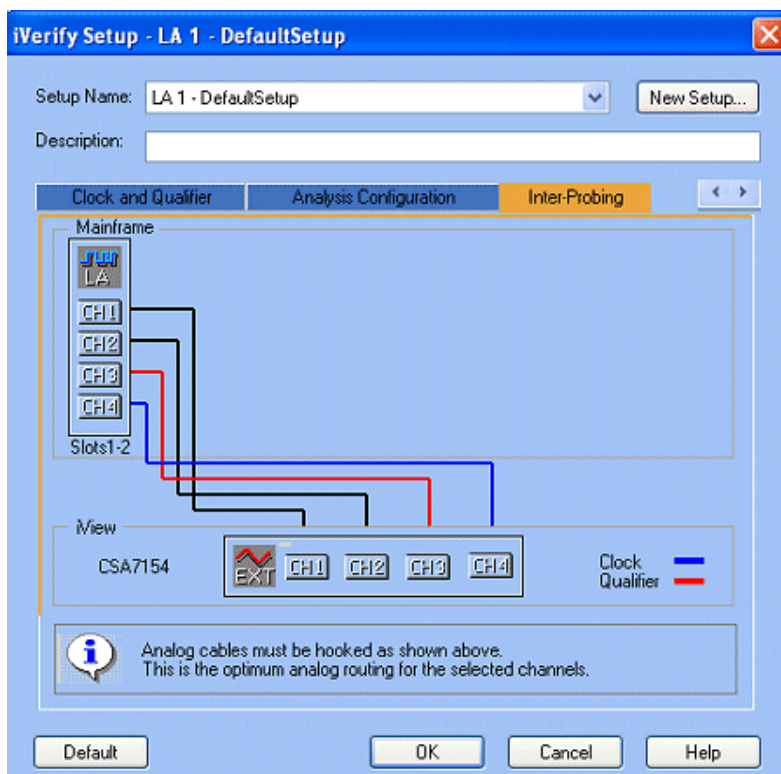 iVerify Setup - LA 1 - DefaultSetup
Setup Name: LA 1 - DefaultSetup New Setup...
Description:
Clock and Qualifier Analysis Configuration Inter-Probing
Mainframe
LA
CH1
CH2
CH3
CH4
Slots1-2
iView
CSA7154 EXT CH1 CH2 CH3 CH4 Clock
Qualifier
Analog cables must be hooked as shown above.
This is the optimum analog routing for the selected channels.
Default OK Cancel Help